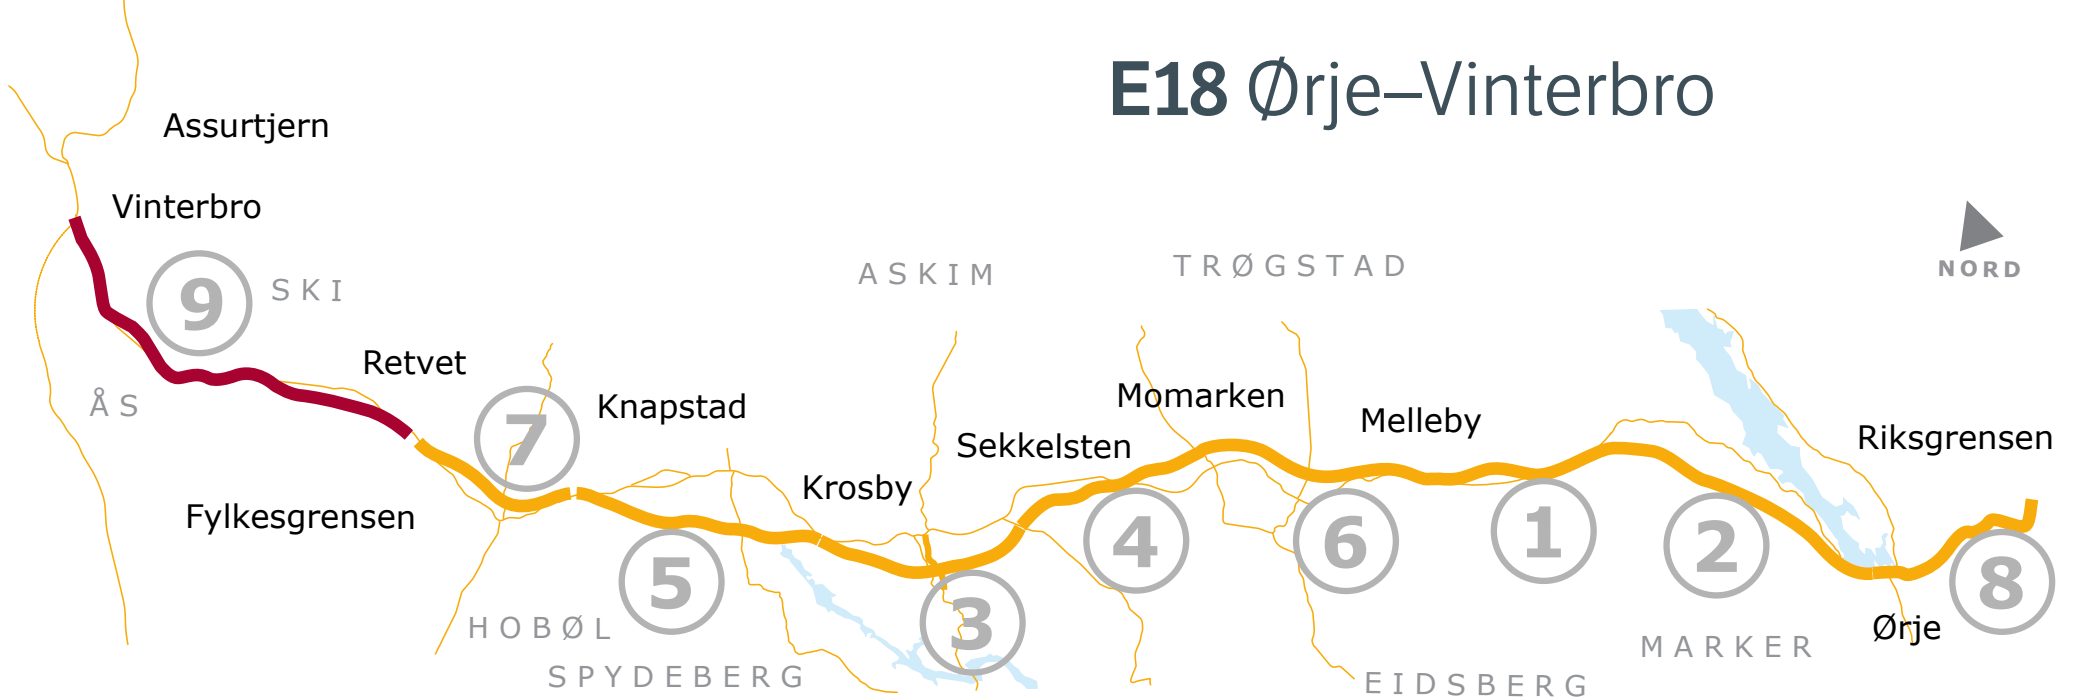 E18 Ørje–Vinterbro
Assurtjern
Vinterbro
9
SKI
ÅS
Retvet
Fylkesgrensen
7
Knapstad
HOBØL
5
SPYDEBERG
Krosby
ASKIM
3
Sekkelsten
TRØGSTAD
Momarken
4
6
Melleby
EIDSBERG
1
2
MARKER
NORD
Riksgrensen
Ørje
8